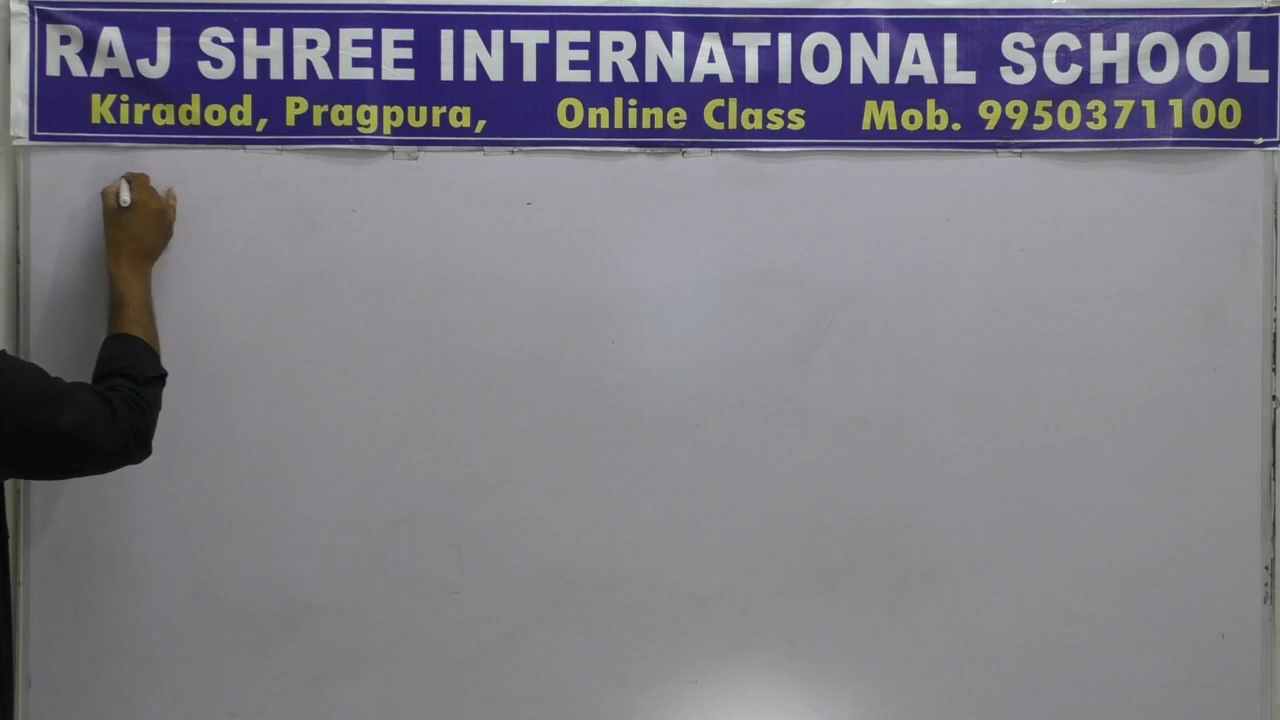 RAJ SHREE INTERNATIONAL SCHOOL
Kiradod, Pragpura, Online Class Mob. 9950371100